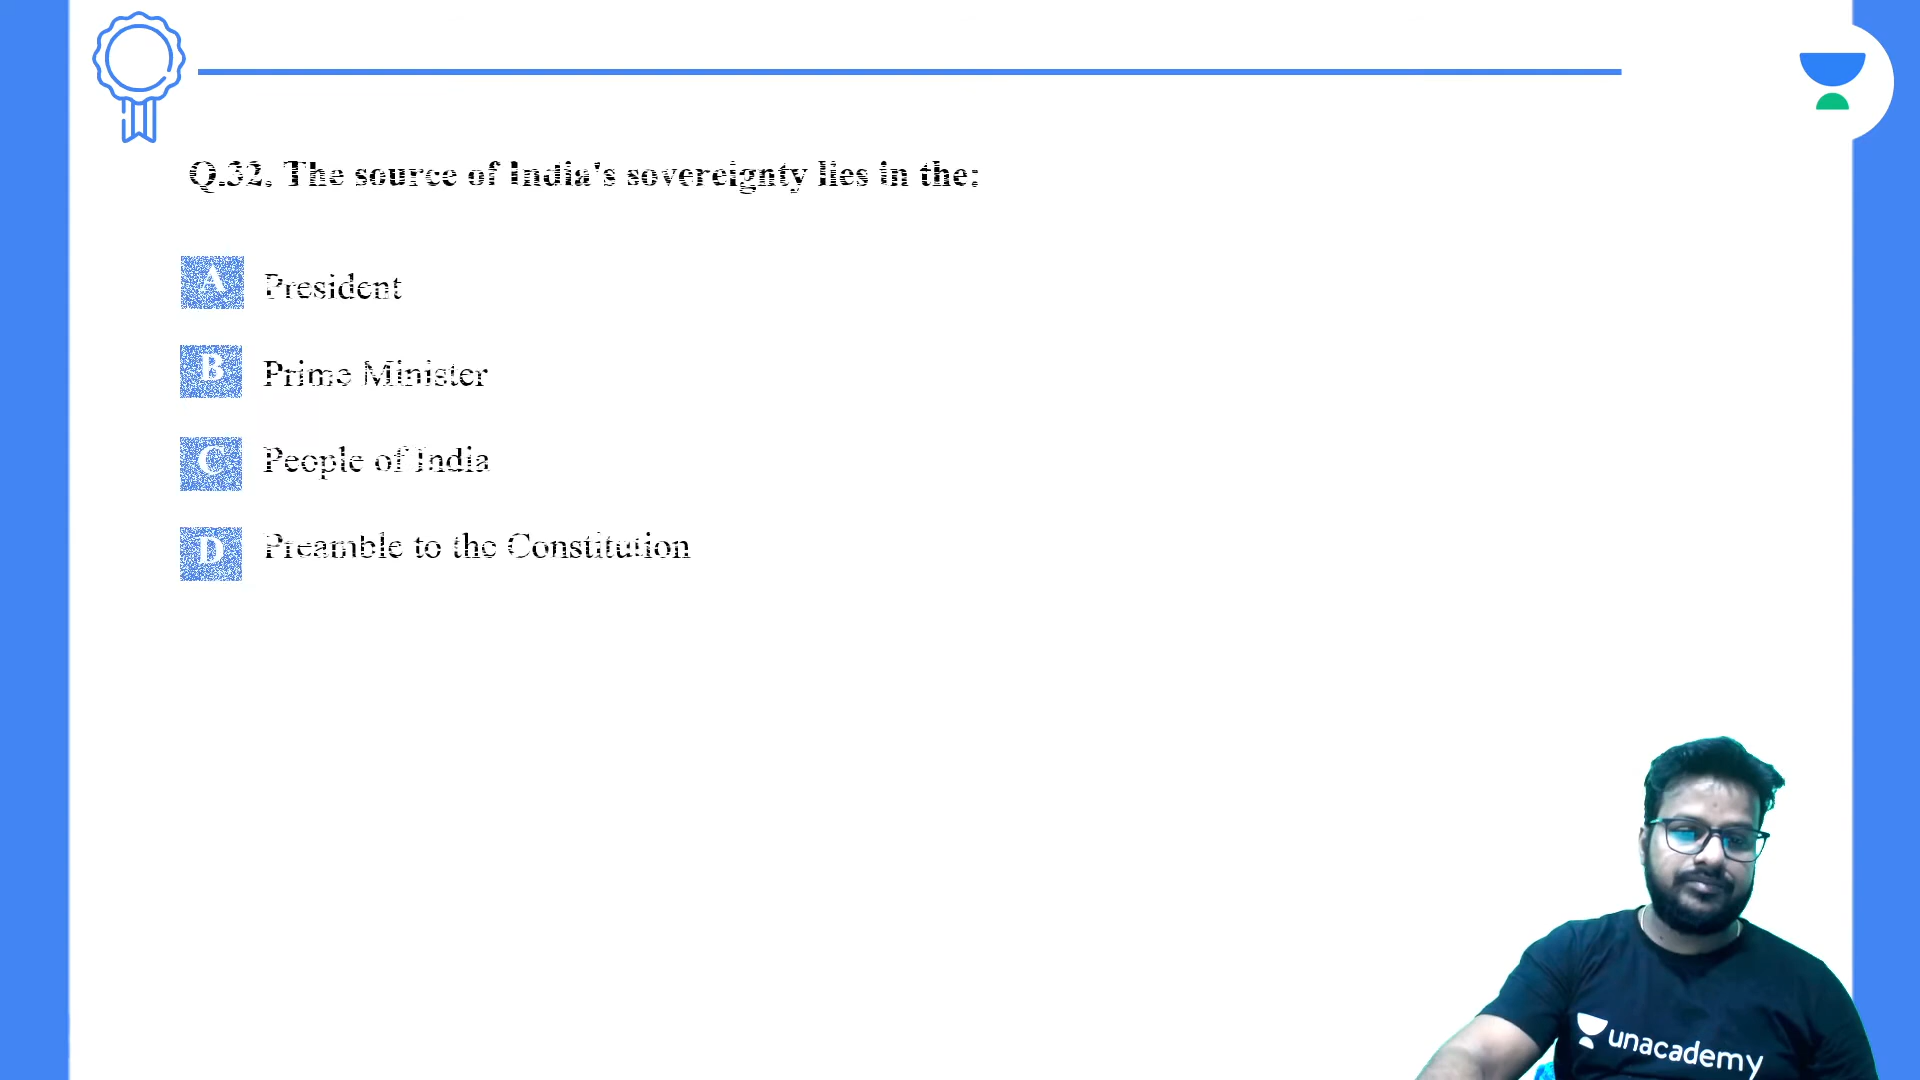 Q.32. The source of India's sovereignty lies in the:
A President
B Prime Minister
C People of India
D Preamble to the Constitution
unacademy